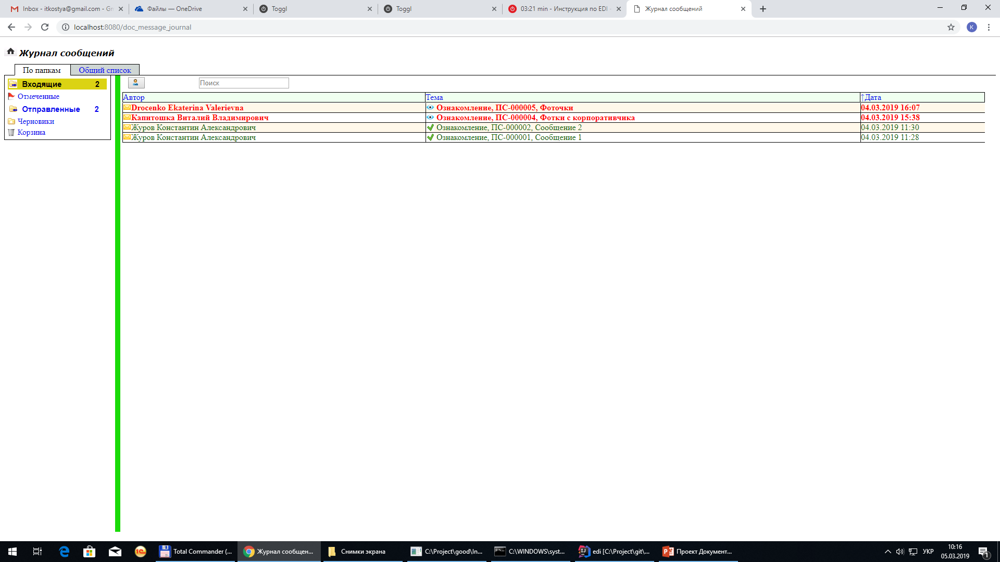 Inbox - itkostya@gmail.com - Gm
Файлы — OneDrive
Toggl
Toggl
03:21 min - Инструкция по EDI -
Журнал сообщений
localhost:8080/doc_message_journal
K
Журнал сообщений
По папкам
Общий список
Входящие 2
Отмеченные
Отправленные 2
Черновики
Корзина
Поиск
Автор Тема ↑Дата
Drocenko Ekaterina Valerievna Ознакомление, ПС-000005, Фоточки 04.03.2019 16:07
Капитошка Виталий Владимирович Ознакомление, ПС-000004, Фотки с корпоративчика 04.03.2019 15:38
Журов Константин Александрович Ознакомление, ПС-000002, Сообщение 2 04.03.2019 11:30
Журов Константин Александрович Ознакомление, ПС-000001, Сообщение 1 04.03.2019 11:28
Total Commander (...
Журнал сообщен...
Снимки экрана
C:\Project\good\In...
C:\WINDOWS\syst...
edi [C:\Project\git\...
Проект Документ...
УКР
10:16
05.03.2019
1